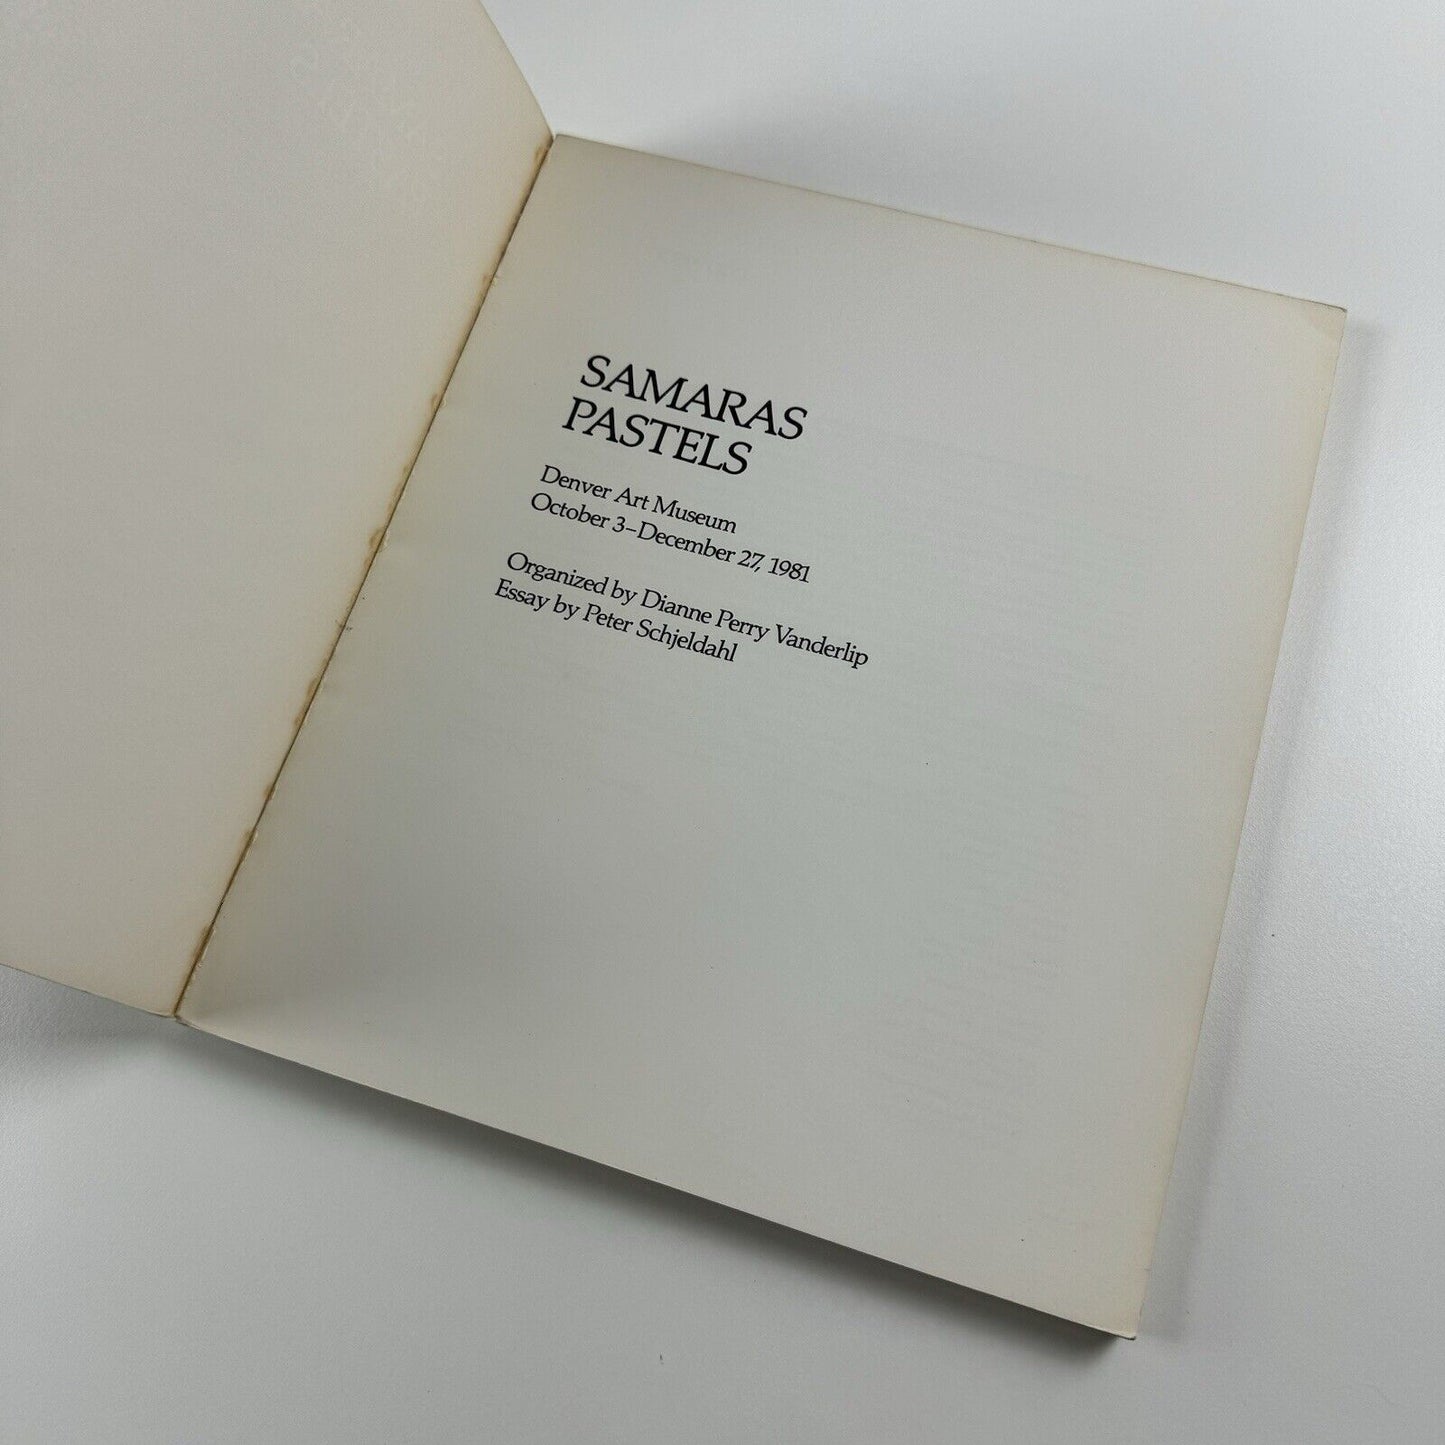 SAMARAS
PASTELS
Denver Art Museum
October 3–December 27, 1981
Organized by Dianne Perry Vanderlip
Essay by Peter Schjeldahl